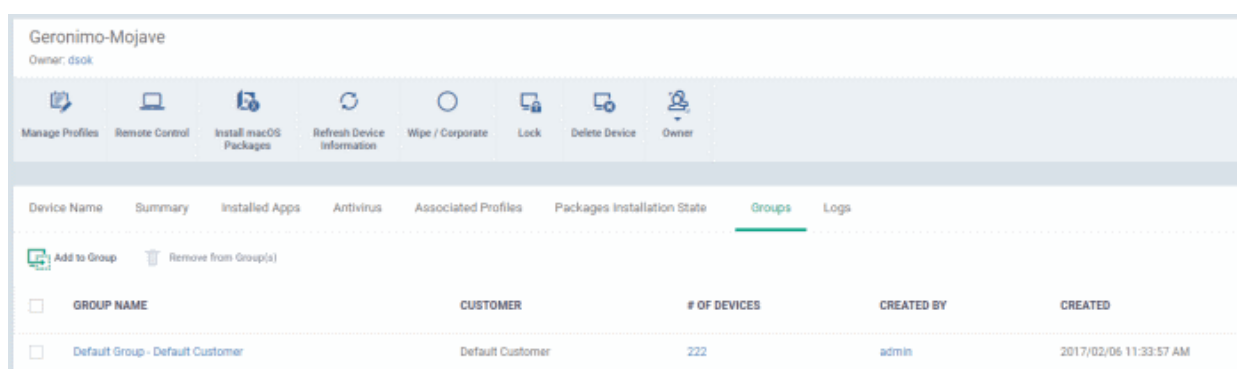 Geronimo-Mojave
Owner: dsok
Manage Profiles Remote Control Install macOS Packages Refresh Device Information Wipe / Corporate Lock Delete Device Owner
Device Name Summary Installed Apps Antivirus Associated Profiles Packages Installation State Groups Logs
Add to Group Remove from Group(s)
GROUP NAME CUSTOMER # OF DEVICES CREATED BY CREATED
Default Group - Default Customer Default Customer 222 admin 2017/02/06 11:33:57 AM